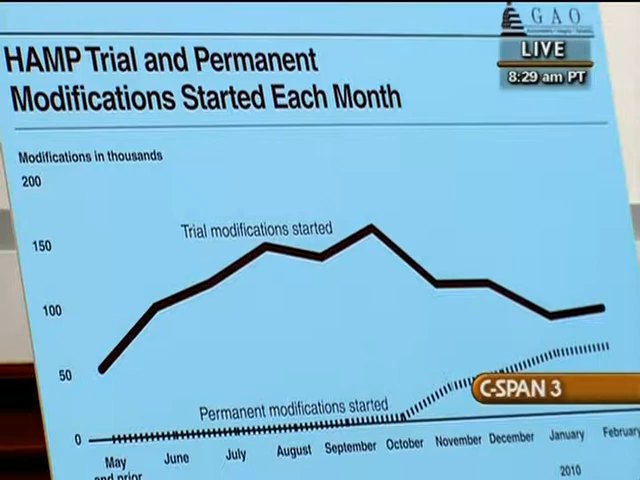 GAO
LIVE
8:29 am PT
HAMP Trial and Permanent
Modifications Started Each Month
Modifications in thousands
200
Trial modifications started
150
100
50
C-SPAN 3
Permanent modifications started
0
May June July August September October November December January February
and prior
2010